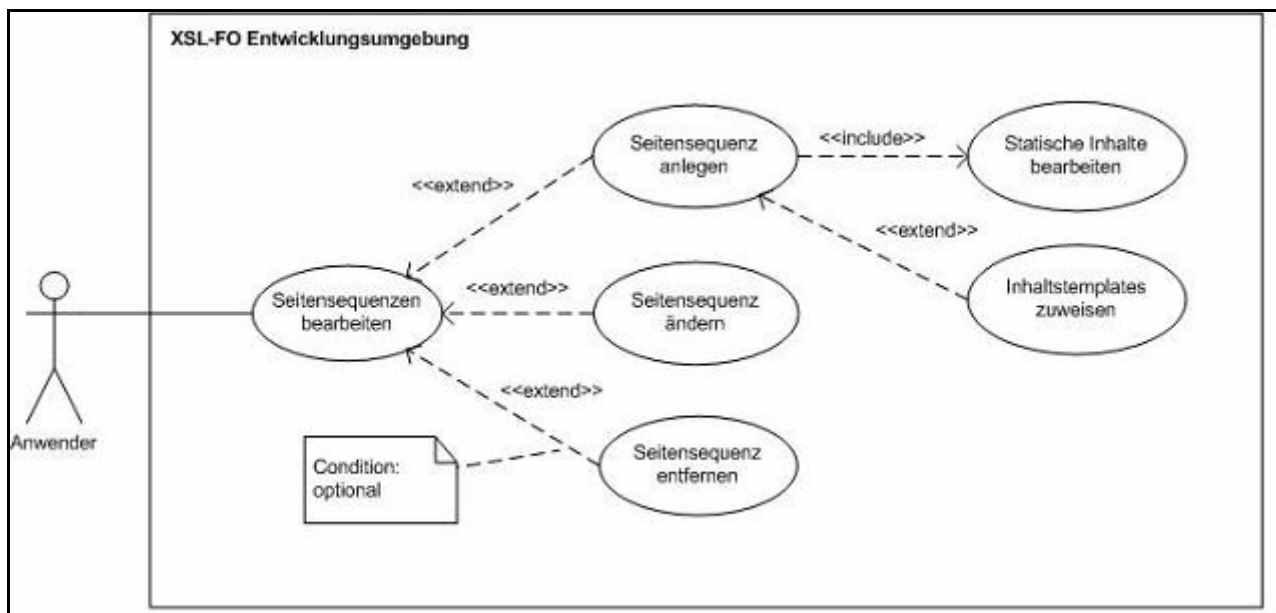 XSL-FO Entwicklungsumgebung
Seitensequenz
anlegen
<<include>>
Statische Inhalte
bearbeiten
<<extend>>
<<extend>>
Seitensequenzen
bearbeiten
<<extend>>
Seitensequenz
ändern
Inhaltstemplates
zuweisen
<<extend>>
Anwender
Condition:
optional
Seitensequenz
entfernen